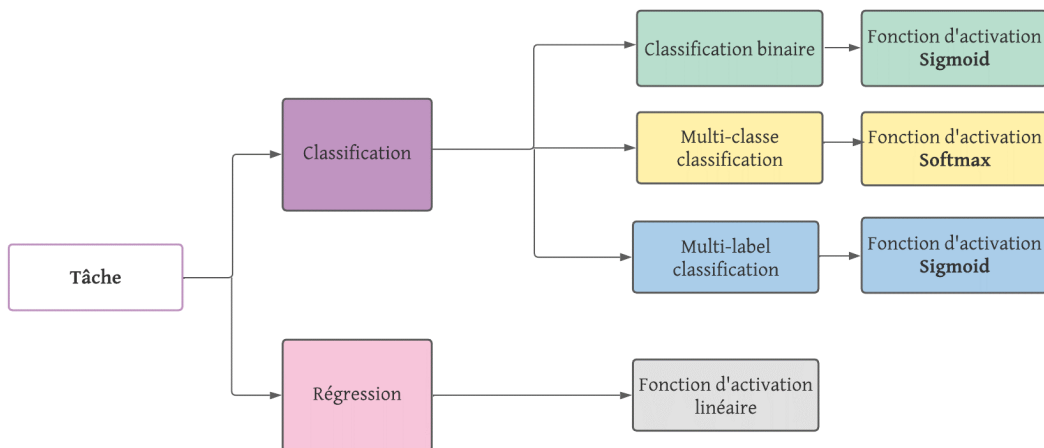 Classification binaire
Fonction d'activation
Sigmoid
Classification
Multi-classe
classification
Fonction d'activation
Softmax
Multi-label
classification
Fonction d'activation
Sigmoid
Tâche
Régression
Fonction d'activation
linéaire